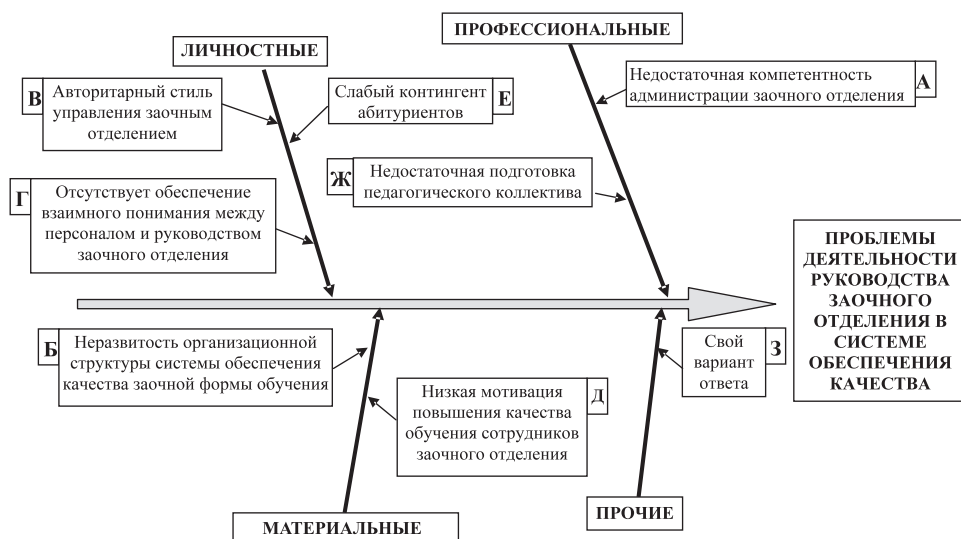 ПРОФЕССИОНАЛЬНЫЕ
ЛИЧНОСТНЫЕ
В
Авторитарный стиль
управления заочным
отделением
Слабый контингент
абитуриентов
Е
Недостаточная компетентность
администрации заочного отделения
А
Ж
Недостаточная подготовка
педагогического коллектива
Г
Отсутствует обеспечение
взаимного понимания между
персоналом и руководством
заочного отделения
ПРОБЛЕМЫ
ДЕЯТЕЛЬНОСТИ
РУКОВОДСТВА
ЗАОЧНОГО
ОТДЕЛЕНИЯ В
СИСТЕМЕ
ОБЕСПЕЧЕНИЯ
КАЧЕСТВА
Б
Неразвитость организационной
структуры системы обеспечения
качества заочной формы обучения
Низкая мотивация
повышения качества
обучения сотрудников
заочного отделения
Д
Свой
вариант
ответа
З
МАТЕРИАЛЬНЫЕ
ПРОЧИЕ